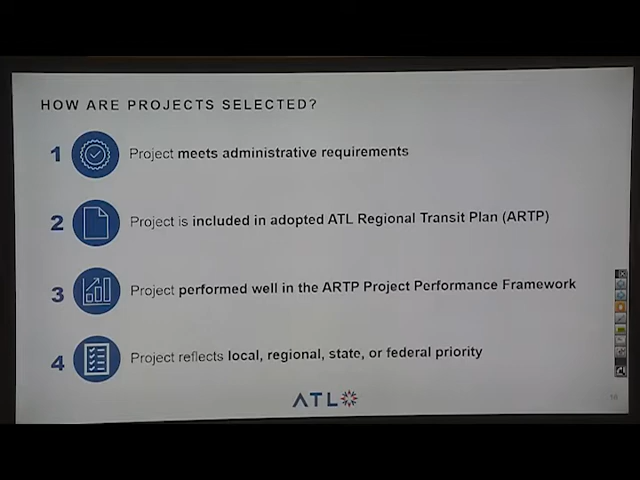 HOW ARE PROJECTS SELECTED?
1 Project meets administrative requirements
2 Project is included in adopted ATL Regional Transit Plan (ARTP)
3 Project performed well in the ARTP Project Performance Framework
4 Project reflects local, regional, state, or federal priority
ATL